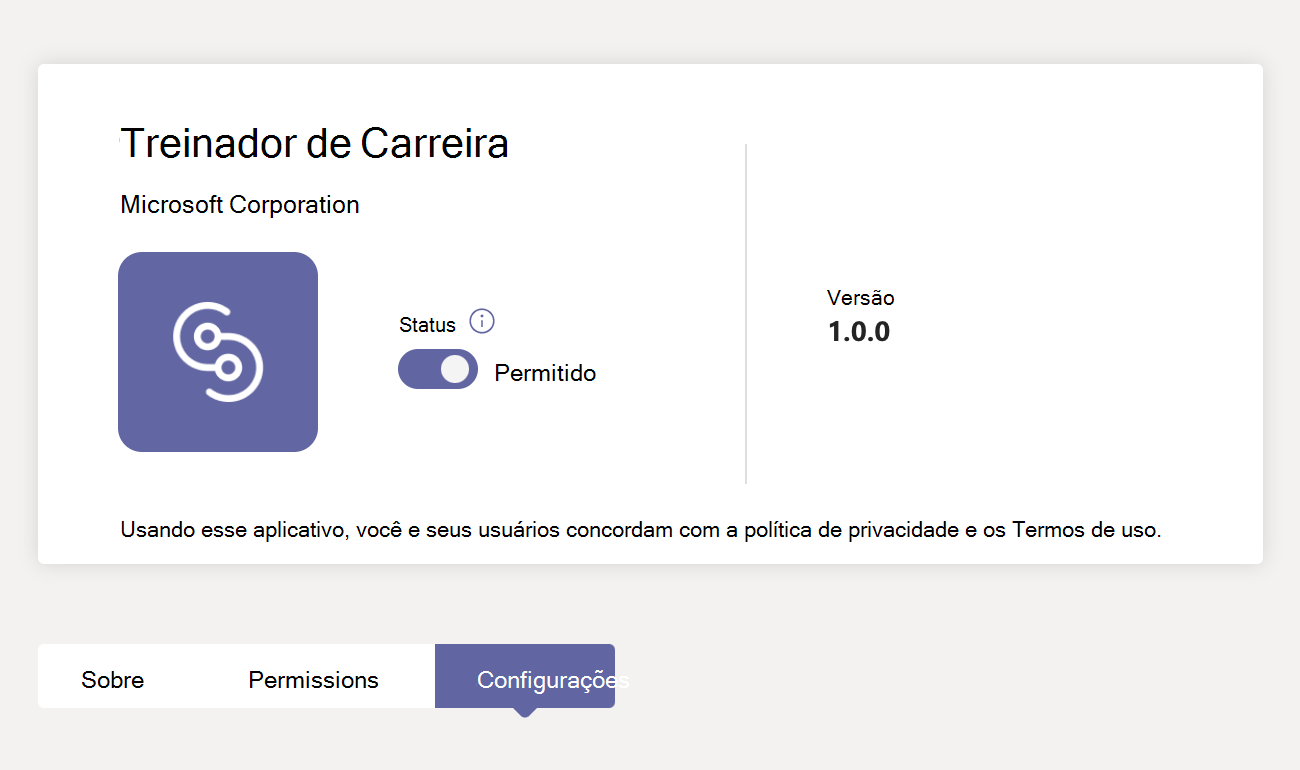 Treinador de Carreira
Microsoft Corporation
Status
Permitido
Versão
1.0.0
Usando esse aplicativo, você e seus usuários concordam com a política de privacidade e os Termos de uso.
Sobre
Permissions
Configurações